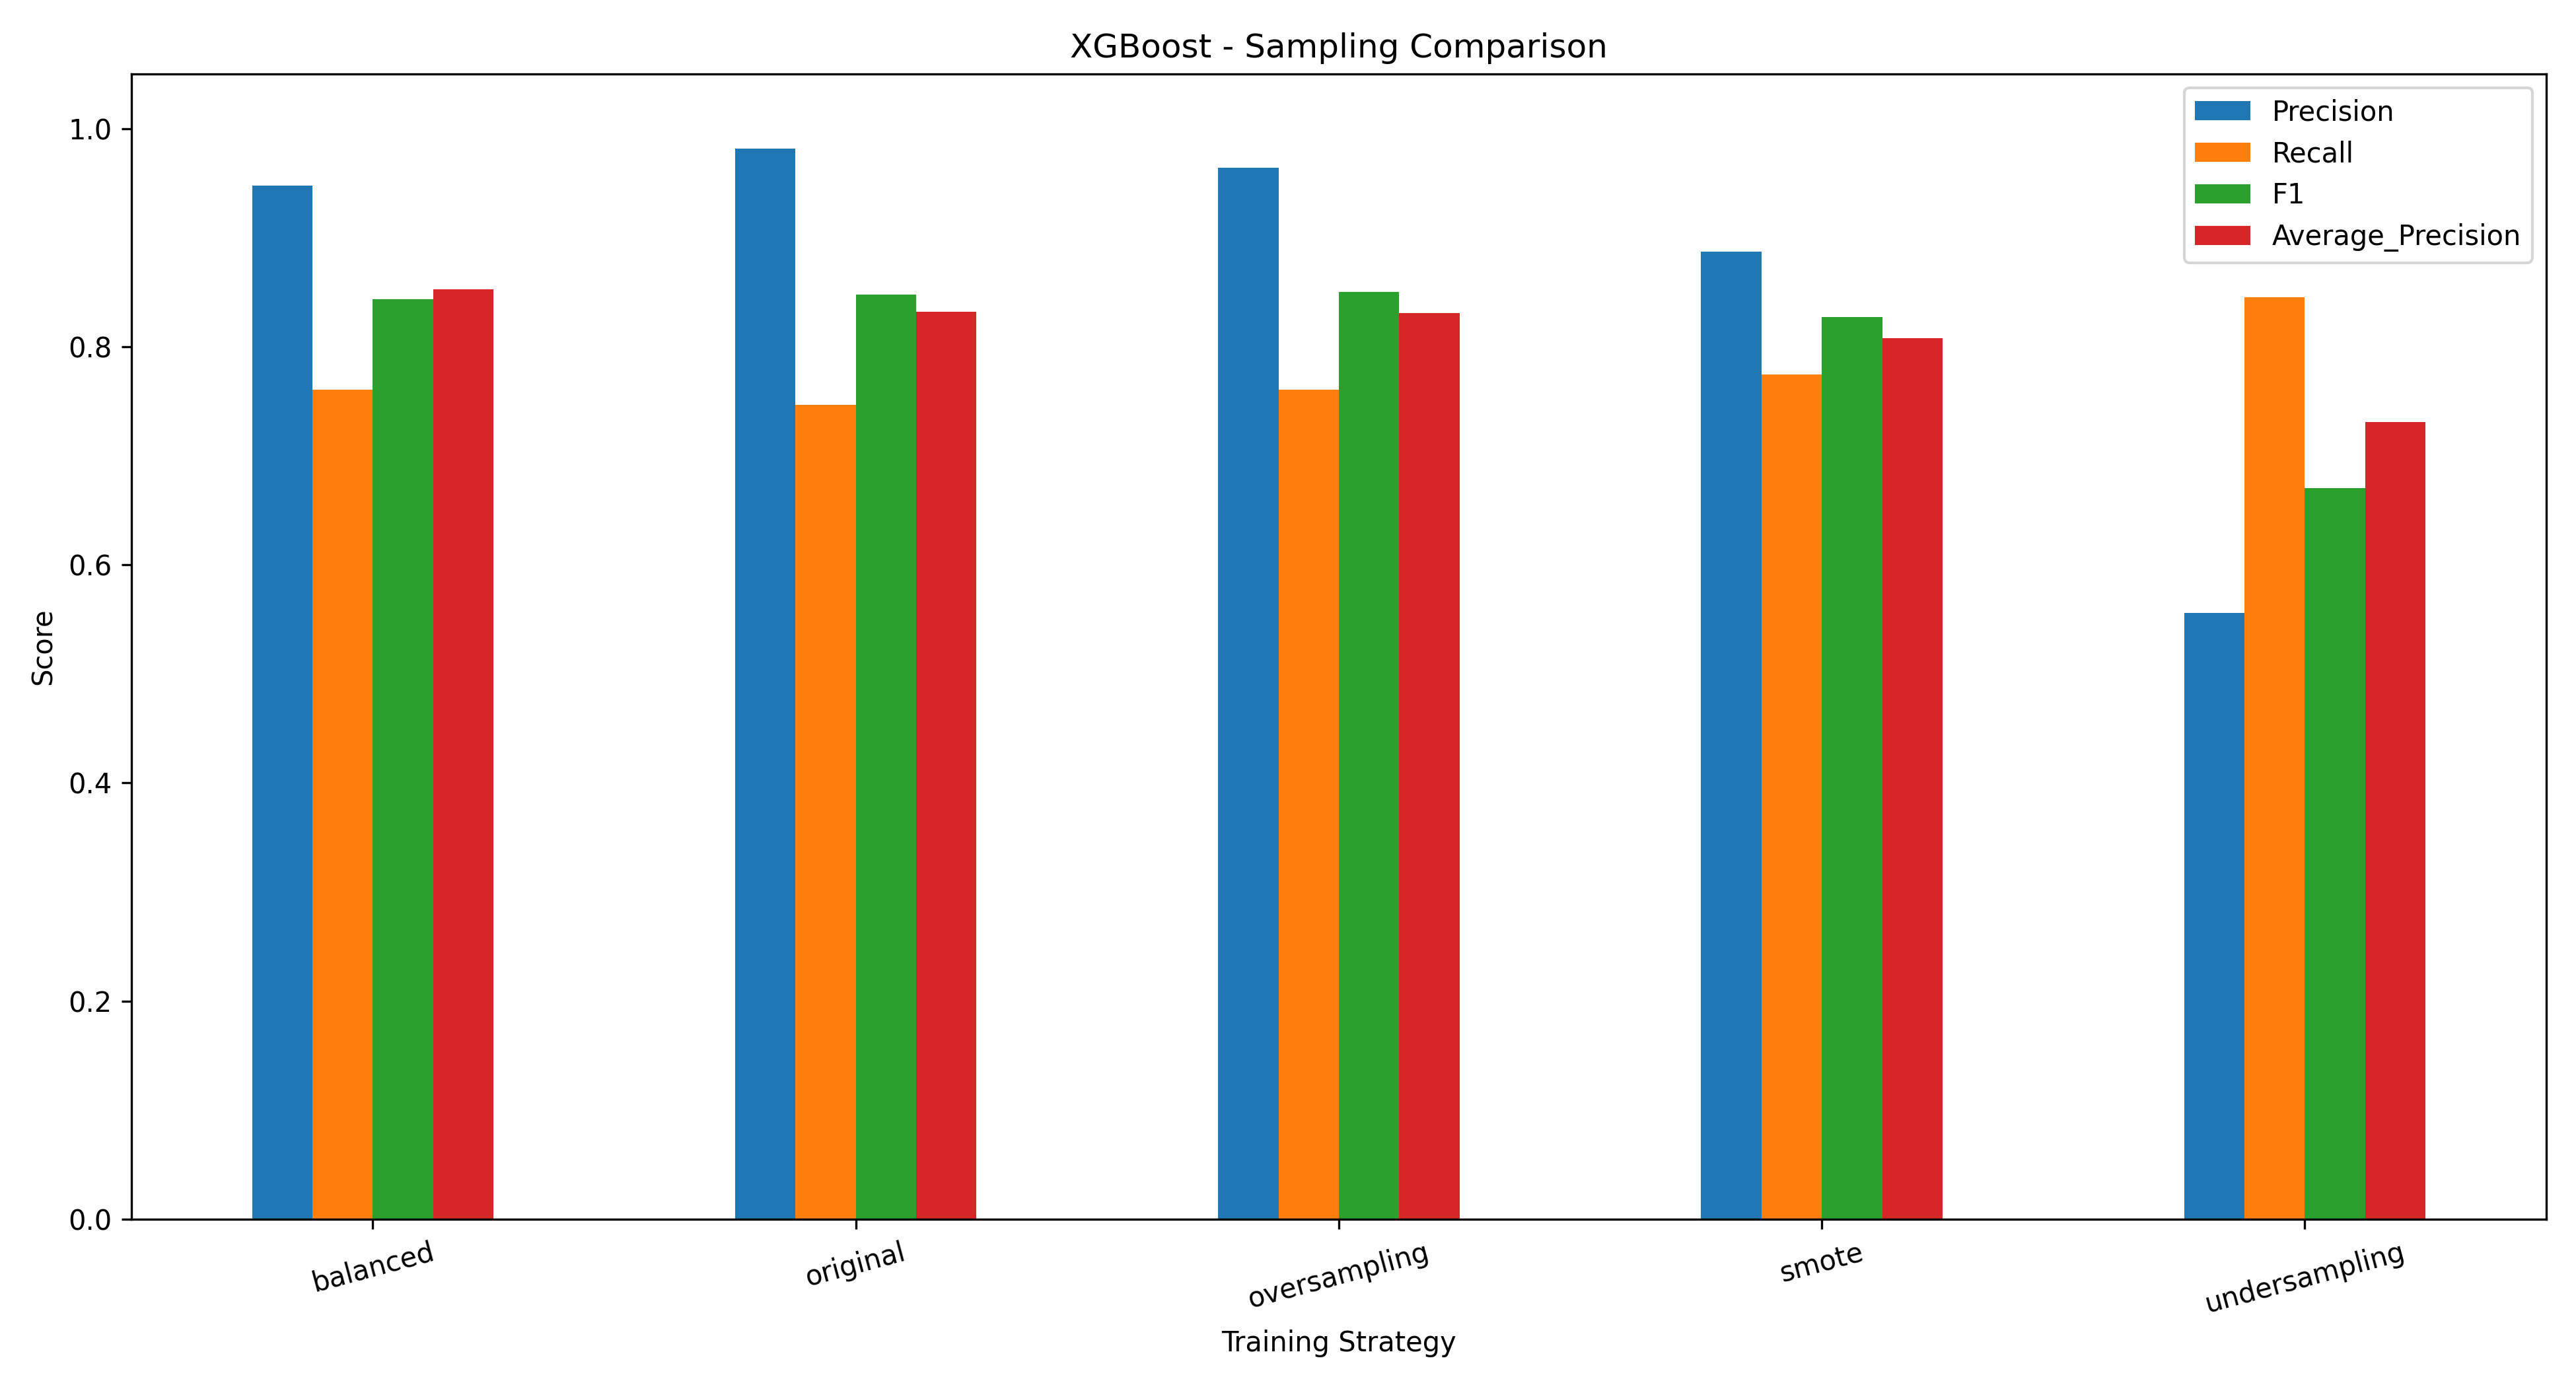 XGBoost - Sampling Comparison
Precision
Recall
F1
Average_Precision
1.0
0.8
0.6
0.4
0.2
0.0
Score
balanced
original
oversampling
smote
undersampling
Training Strategy